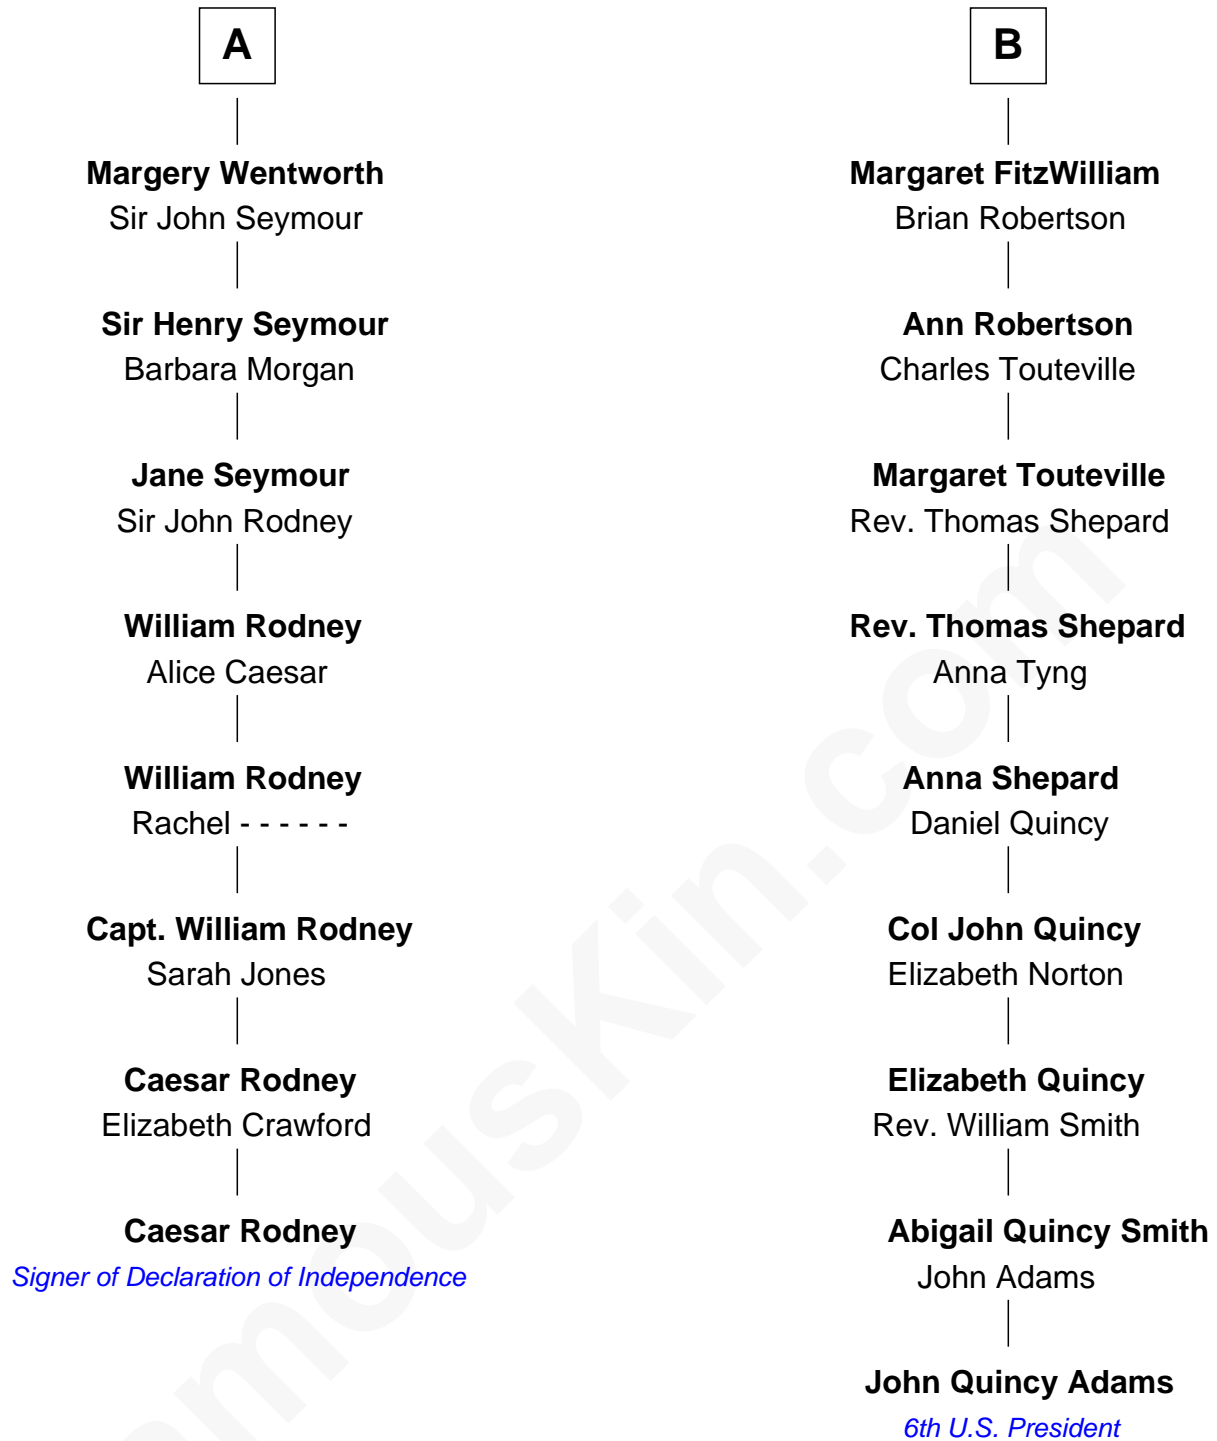 A
Margery Wentworth
Sir John Seymour
Sir Henry Seymour
Barbara Morgan
Jane Seymour
Sir John Rodney
William Rodney
Alice Caesar
William Rodney
Rachel - - - - - -
Capt. William Rodney
Sarah Jones
Caesar Rodney
Elizabeth Crawford
Caesar Rodney
Signer of Declaration of Independence
B
Margaret FitzWilliam
Brian Robertson
Ann Robertson
Charles Touteville
Margaret Touteville
Rev. Thomas Shepard
Rev. Thomas Shepard
Anna Tyng
Anna Shepard
Daniel Quincy
Col John Quincy
Elizabeth Norton
Elizabeth Quincy
Rev. William Smith
Abigail Quincy Smith
John Adams
John Quincy Adams
6th U.S. President
amouskin.com